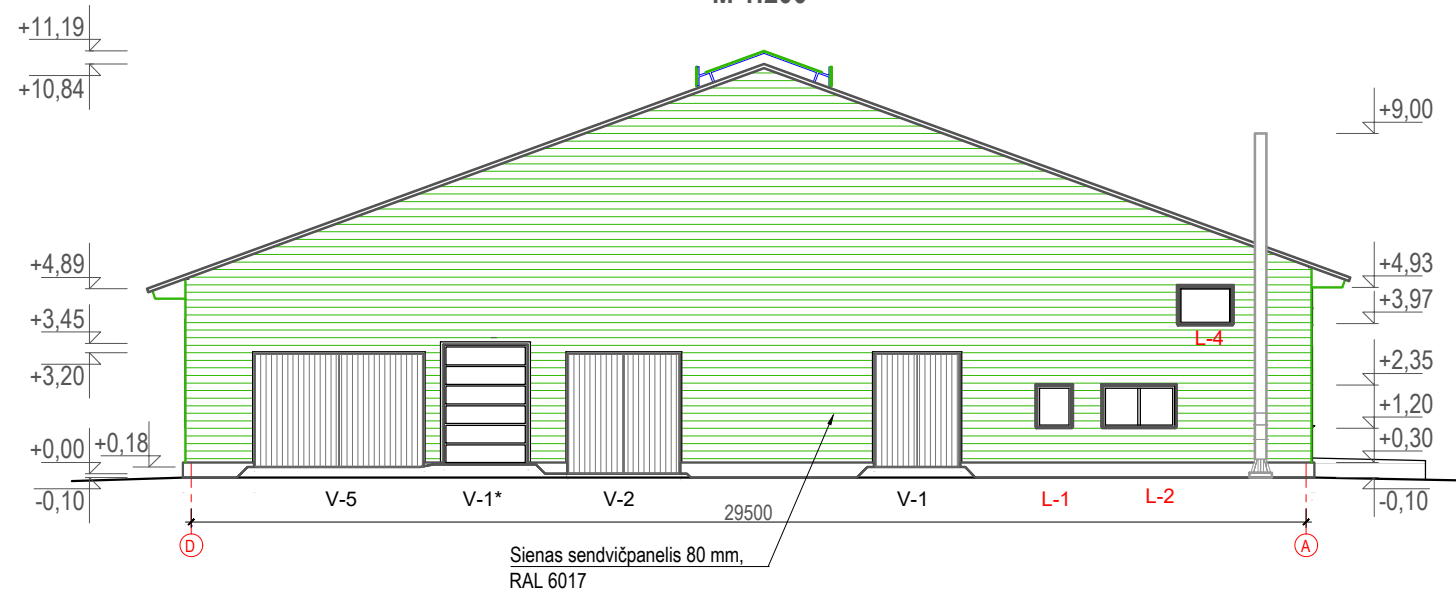 +11,19
+10,84
+9,00
+4,89
+4,93
+3,97
+3,45
L-4
+3,20
+2,35
+1,20
+0,00
+0,18
+0,30
-0,10
-0,10
V-5
V-1*
V-2
V-1
L-1
L-2
29500
D
A
Sienas sendvičpanelis 80 mm,
RAL 6017